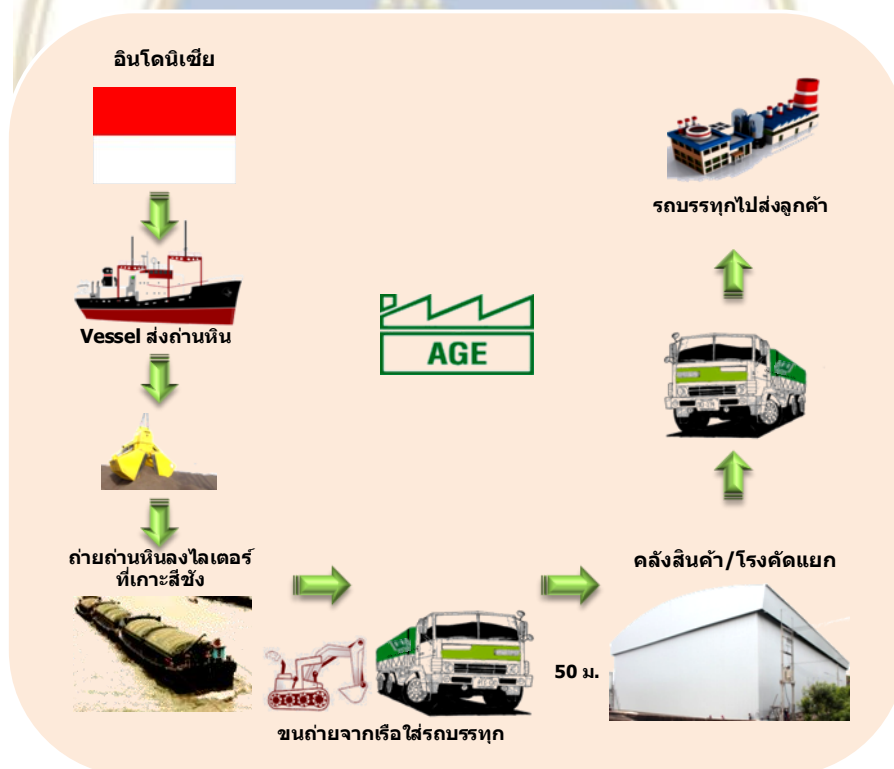 อินโดนิเซีย
Vessel ส่งถ่านหิน
ถ่ายถ่านหินลงไลเตอร์
ที่เกาะสีชัง
ขนถ่ายจากเรือใส่รถบรรทุก
50 ม.
คลังสินค้า/โรงคัดแยก
รถบรรทุกไปส่งลูกค้า
AGE